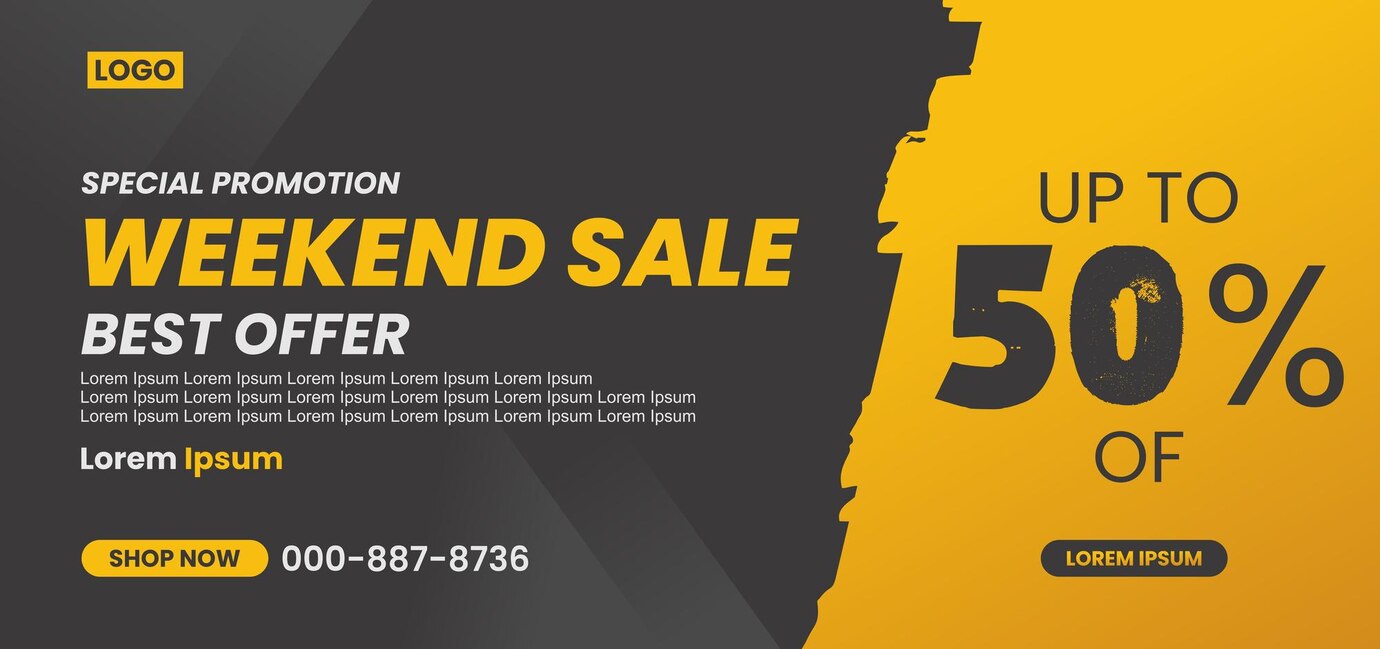 LOGO
SPECIAL PROMOTION
WEEKEND SALE
BEST OFFER
Lorem Ipsum Lorem Ipsum Lorem Ipsum Lorem Ipsum Lorem Ipsum
Lorem Ipsum Lorem Ipsum Lorem Ipsum Lorem Ipsum Lorem Ipsum Lorem Ipsum
Lorem Ipsum Lorem Ipsum Lorem Ipsum Lorem Ipsum Lorem Ipsum Lorem Ipsum
Lorem Ipsum
SHOP NOW 000-887-8736
UP TO
50%
OF
LOREM IPSUM